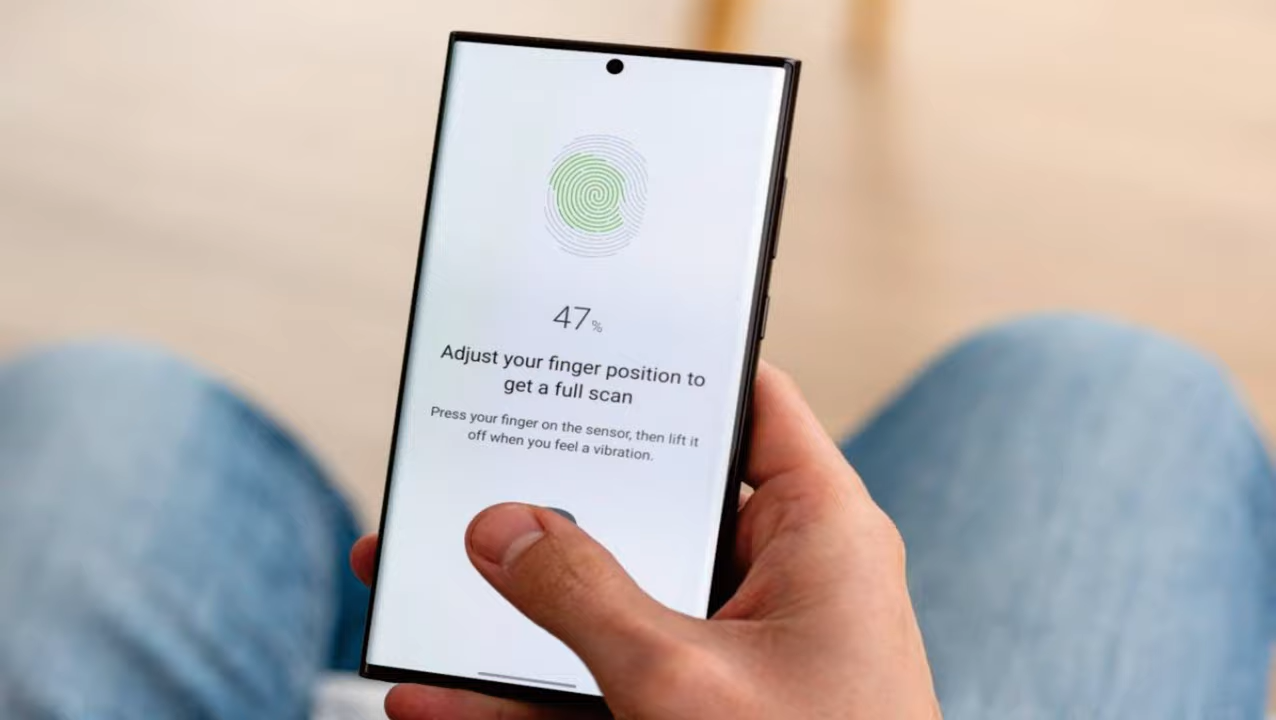 47%
Adjust your finger position to
get a full scan
Press your finger on the sensor, then lift it
off when you feel a vibration.